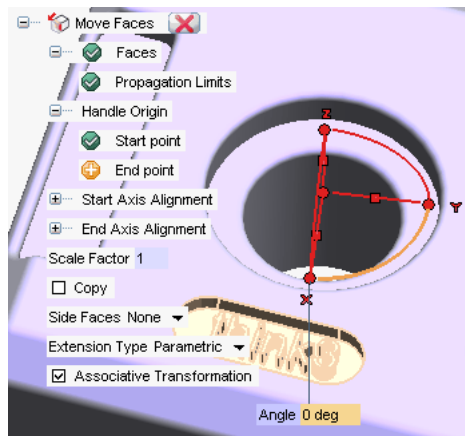 Move Faces
Faces
Propagation Limits
Handle Origin
Start point
End point
Start Axis Alignment
End Axis Alignment
Scale Factor 1
Copy
Side Faces None
Extension Type Parametric
Associative Transformation
Z
Y
X
Angle 0 deg